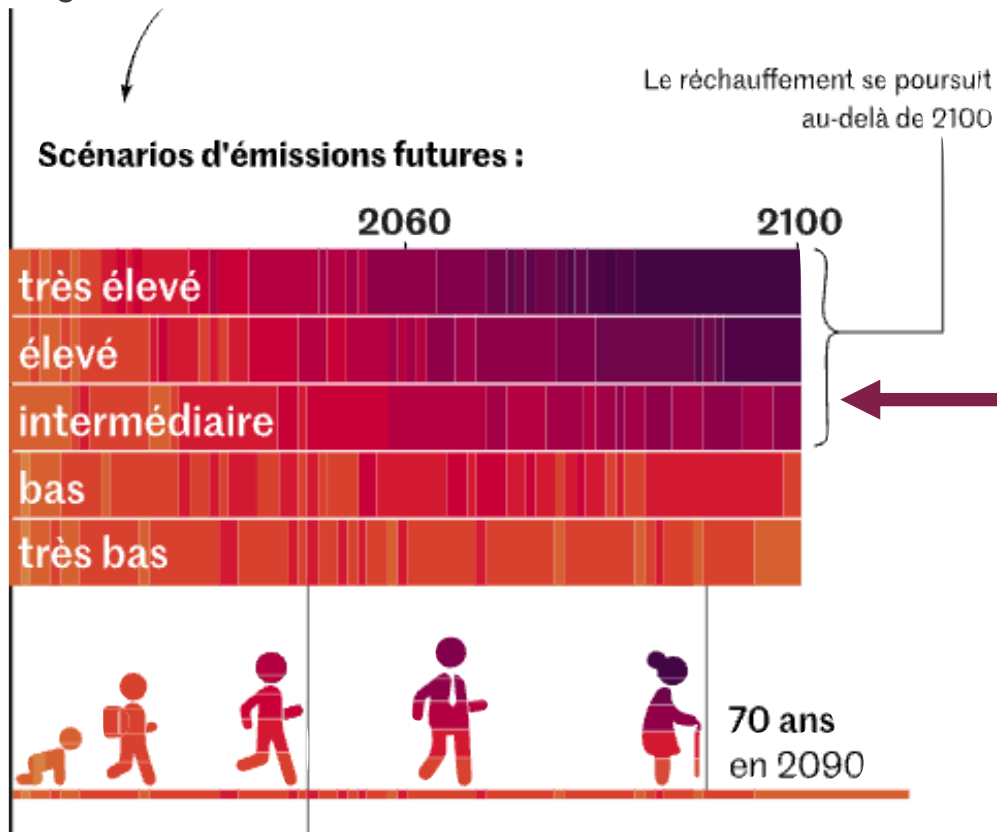 Le réchauffement se poursuit
au-delà de 2100
Scénarios d'émissions futures :
2060 2100
très élevé
élevé
intermédiaire
bas
très bas
70 ans
en 2090